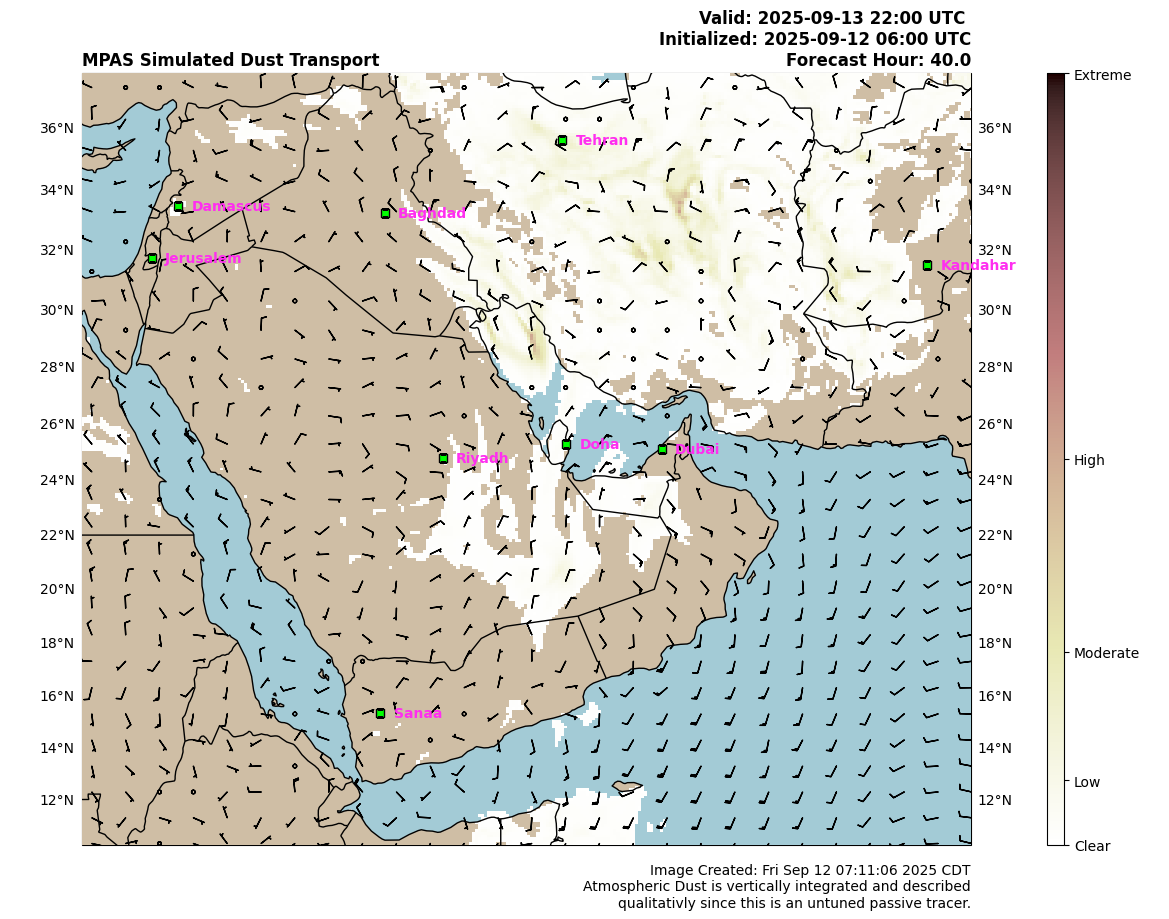 Valid: 2025-09-13 22:00 UTC
Initialized: 2025-09-12 06:00 UTC
MPAS Simulated Dust Transport Forecast Hour: 40.0
Extreme
36°N 36°N
Tehran
34°N 34°N
Damascus
Baghdad
32°N 32°N
Jerusalem
Kandahar
30°N 30°N
28°N 28°N
26°N 26°N
Doha
Dubai
Riyadh
High
24°N 24°N
22°N 22°N
20°N 20°N
18°N 18°N
Moderate
16°N 16°N
Sanaa
14°N 14°N
Low
12°N 12°N
Clear
Image Created: Fri Sep 12 07:11:06 2025 CDT
Atmospheric Dust is vertically integrated and described
qualitativly since this is an untuned passive tracer.